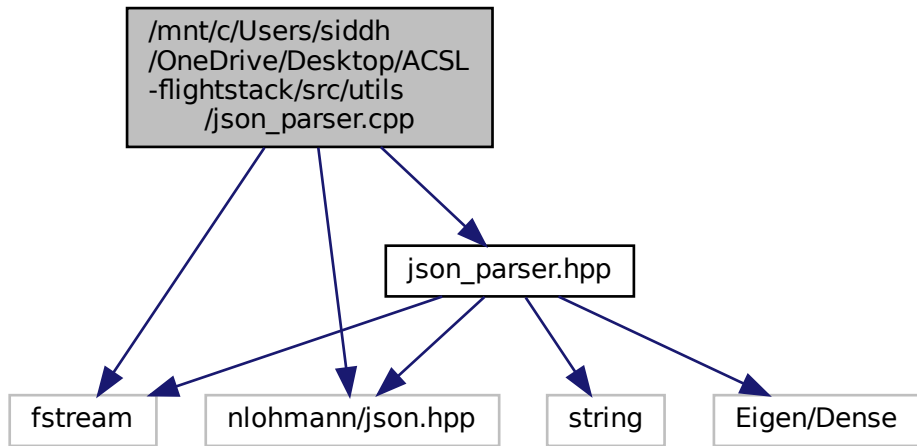 /mnt/c/Users/siddh
/OneDrive/Desktop/ACSL
-flightstack/src/utils
/json_parser.cpp
json_parser.hpp
fstream
nlohmann/json.hpp
string
Eigen/Dense